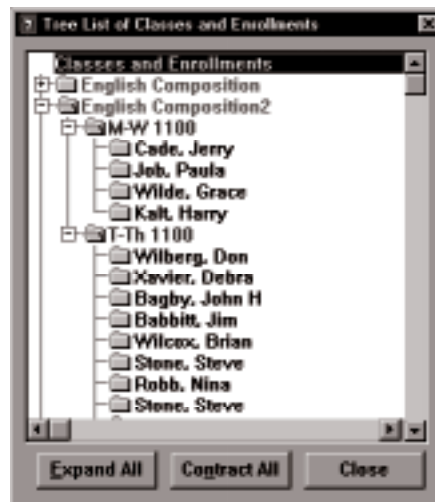 Tree List of Classes and Enrollments
Classes and Enrollments
English Composition
English Composition2
M-W 1100
Cade, Jerry
Job, Paula
Wilde, Grace
Kalt, Harry
T-Th 1100
Wilberg, Don
Xavier, Debra
Bagby, John H
Babbitt, Jim
Wilcox, Brian
Stone, Steve
Robb, Nina
Stone, Steve
Expand All Contract All Close